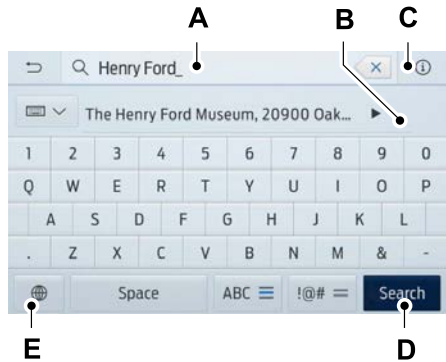 A
B
C
Henry Ford_
The Henry Ford Museum, 20900 Oak...
1 2 3 4 5 6 7 8 9 0
Q W E R T Y U I O P
A S D F G H J K L
. Z X C V B N M & -
Space ABC !@# Search
E
D